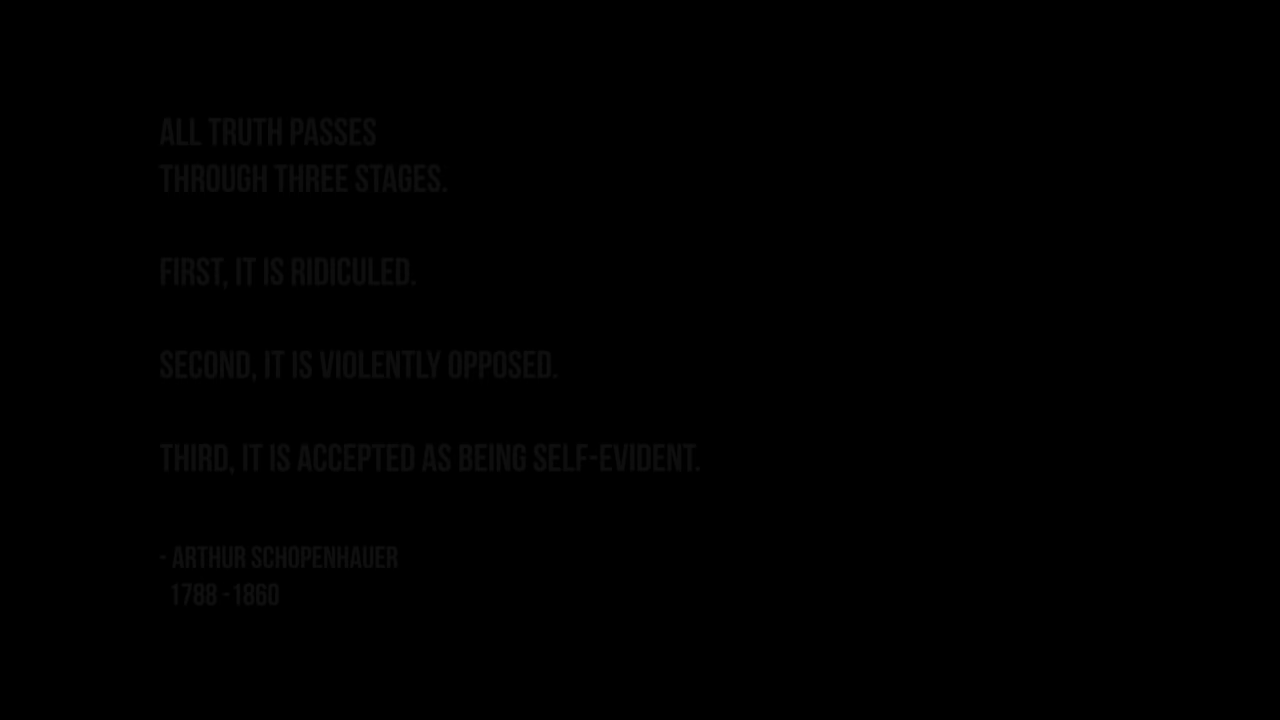 ALL TRUTH PASSES
THROUGH THREE STAGES.
FIRST, IT IS RIDICULED.
SECOND, IT IS VIOLENTLY OPPOSED.
THIRD, IT IS ACCEPTED AS BEING SELF-EVIDENT.
- ARTHUR SCHOPENHAUER
1788 -1860